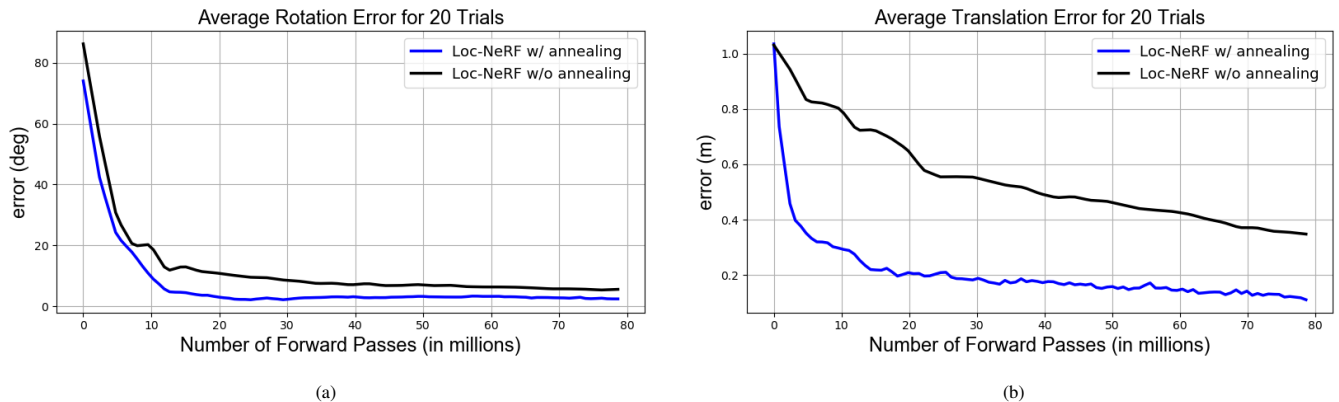 Average Rotation Error for 20 Trials
Loc-NeRF w/ annealing
Loc-NeRF w/o annealing
error (deg)
80
60
40
20
0
0 10 20 30 40 50 60 70 80
Number of Forward Passes (in millions)
(a)
Average Translation Error for 20 Trials
Loc-NeRF w/ annealing
Loc-NeRF w/o annealing
error (m)
1.0
0.8
0.6
0.4
0.2
0 10 20 30 40 50 60 70 80
Number of Forward Passes (in millions)
(b)